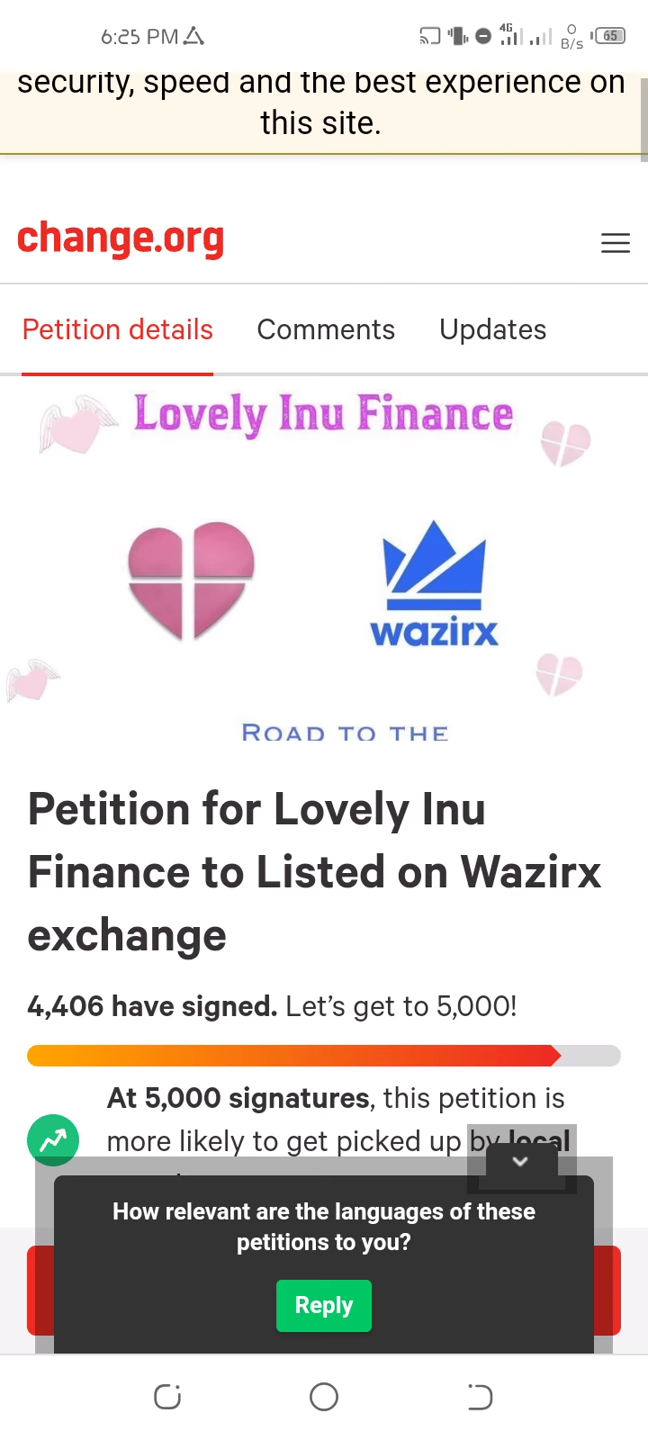 6:25 PM
4G
0
B/s
65
security, speed and the best experience on
this site.
change.org
Petition details Comments Updates
Lovely Inu Finance
wazirx
ROAD TO THE
Petition for Lovely Inu
Finance to Listed on Wazirx
exchange
4,406 have signed. Let's get to 5,000!
At 5,000 signatures, this petition is
more likely to get picked up by local
How relevant are the languages of these
petitions to you?
Reply